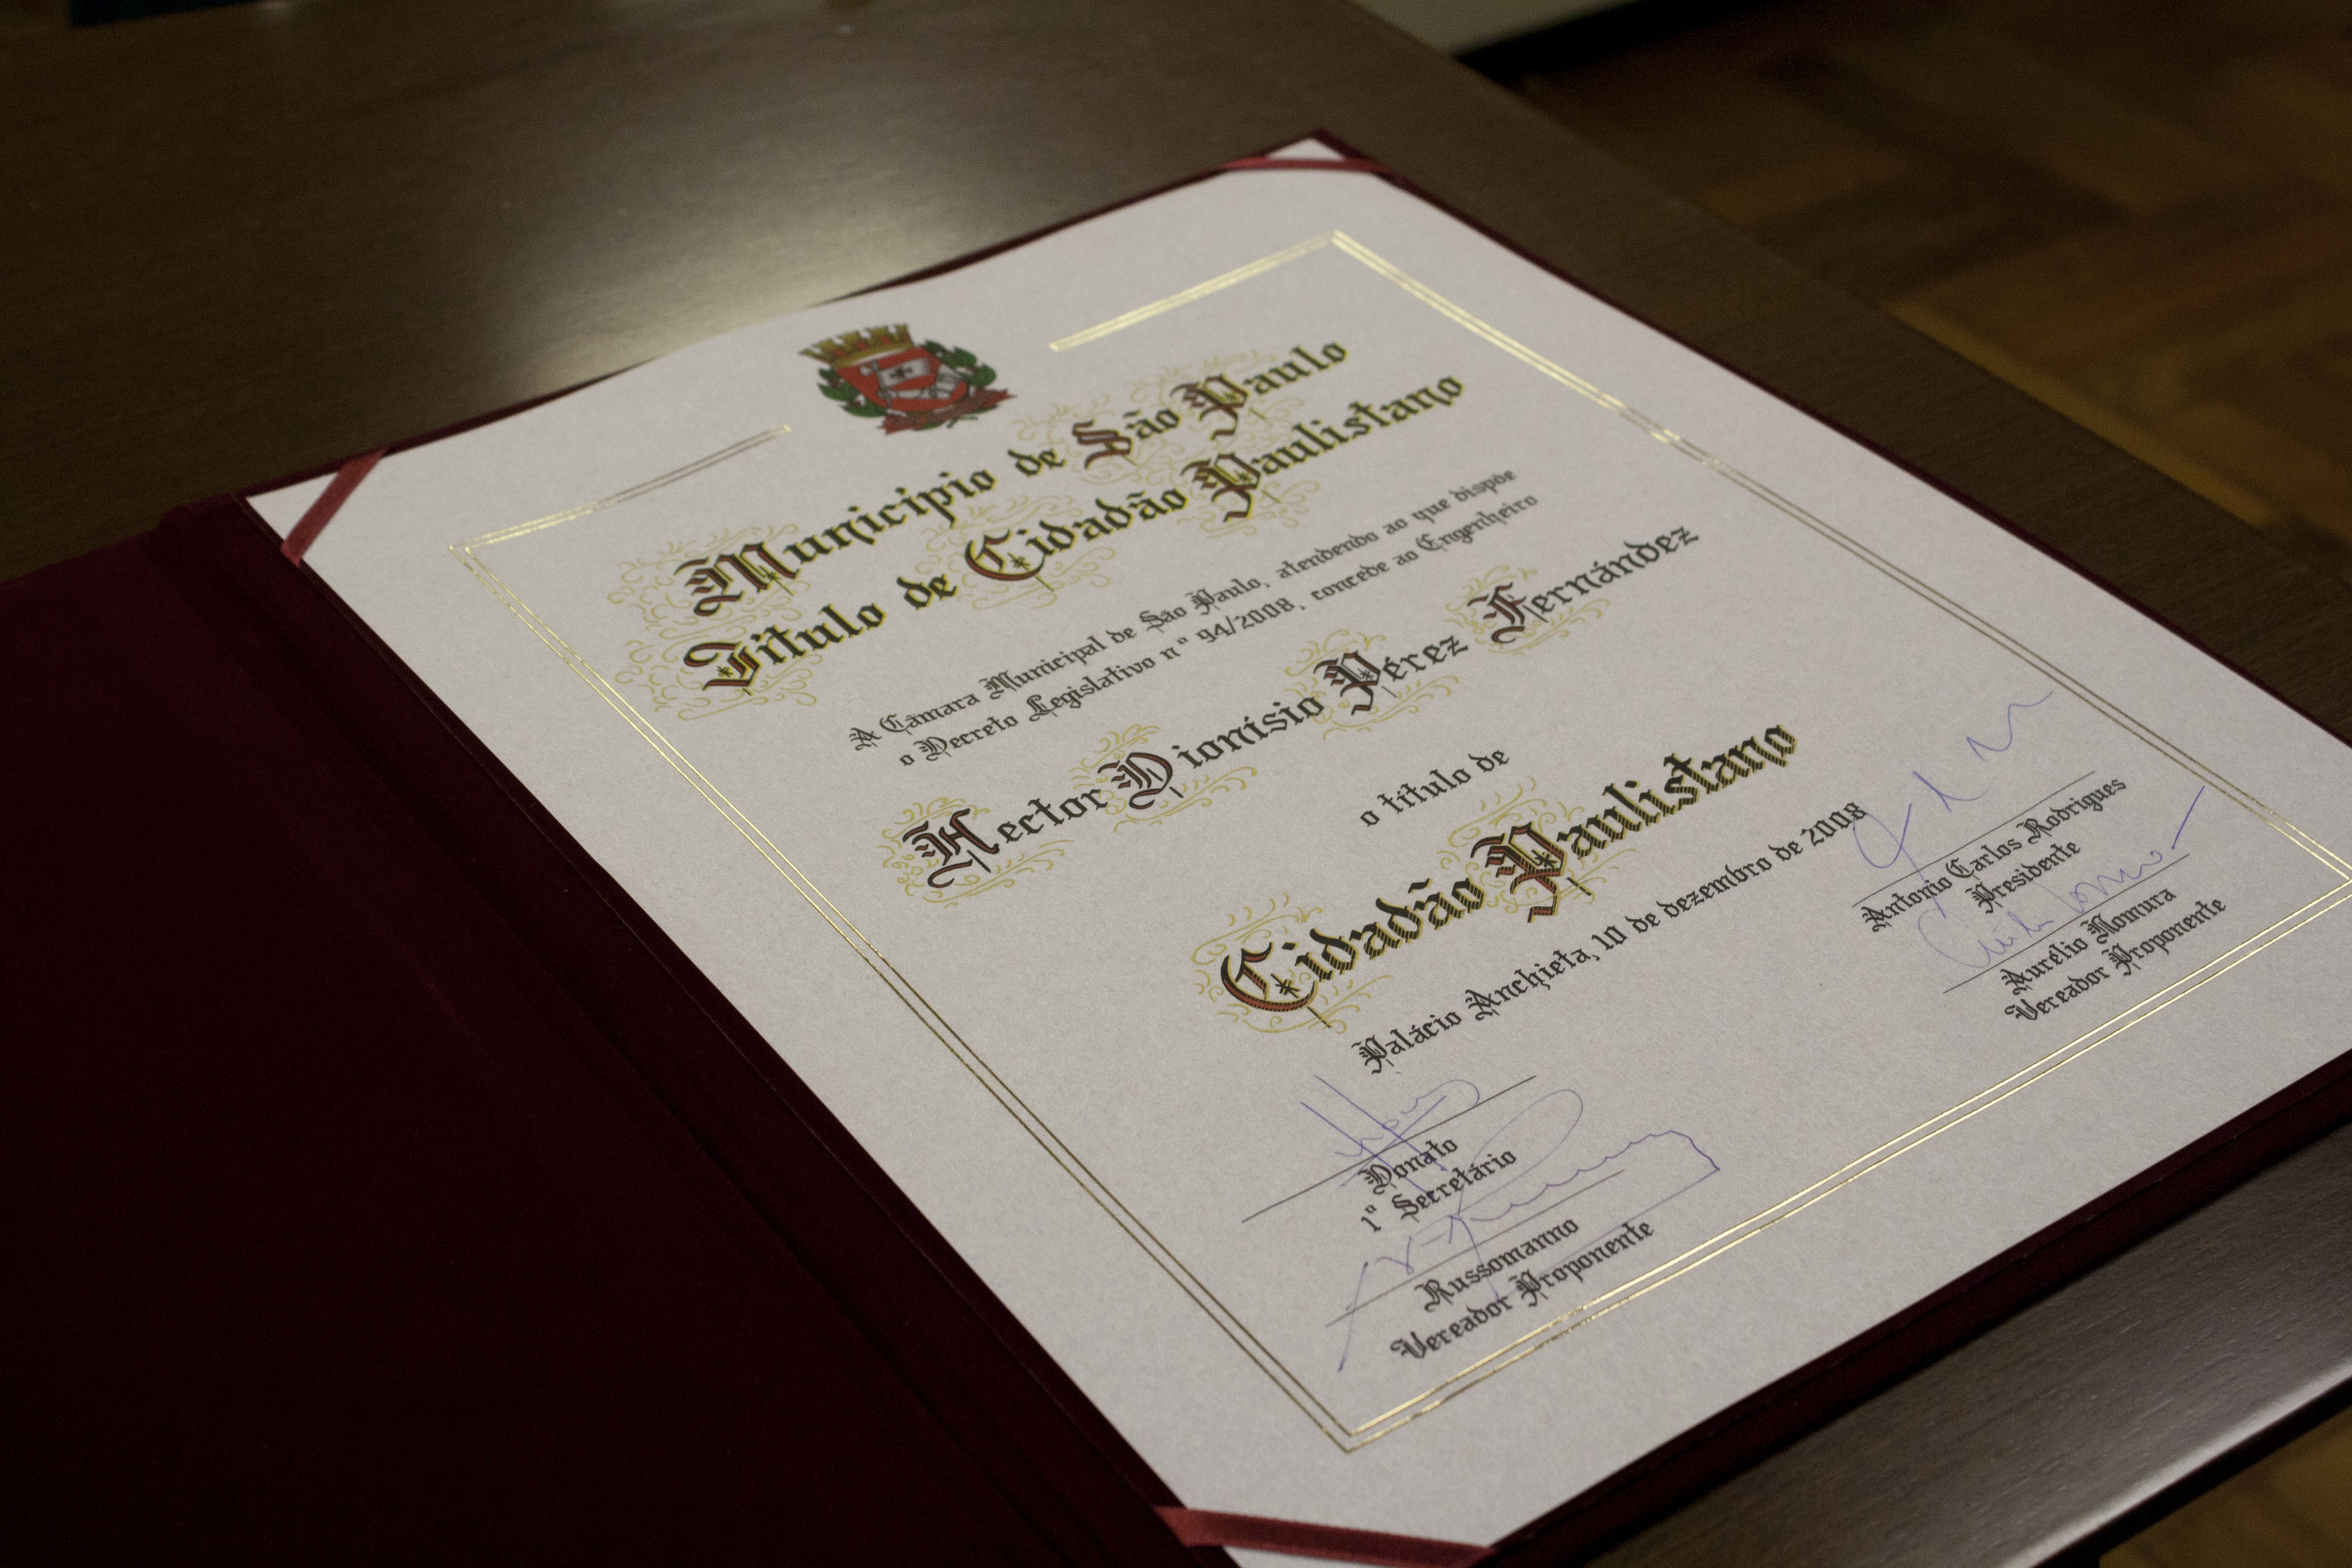 Município de São Paulo
Título de Cidadão Paulistano
A Câmara Municipal de São Paulo, atendendo ao que dispõe
o Decreto Legislativo nº 94/2008, concede ao Engenheiro
Hector Dionisio Pérez Fernández
o título de
Cidadão Paulistano
Palácio Anchieta, 10 de dezembro de 2008
Antonio Carlos Rodrigues
Presidente
Aurélio Nomura
Vereador Proponente
Donato
1º Secretário
Russomanno
Vereador Proponente